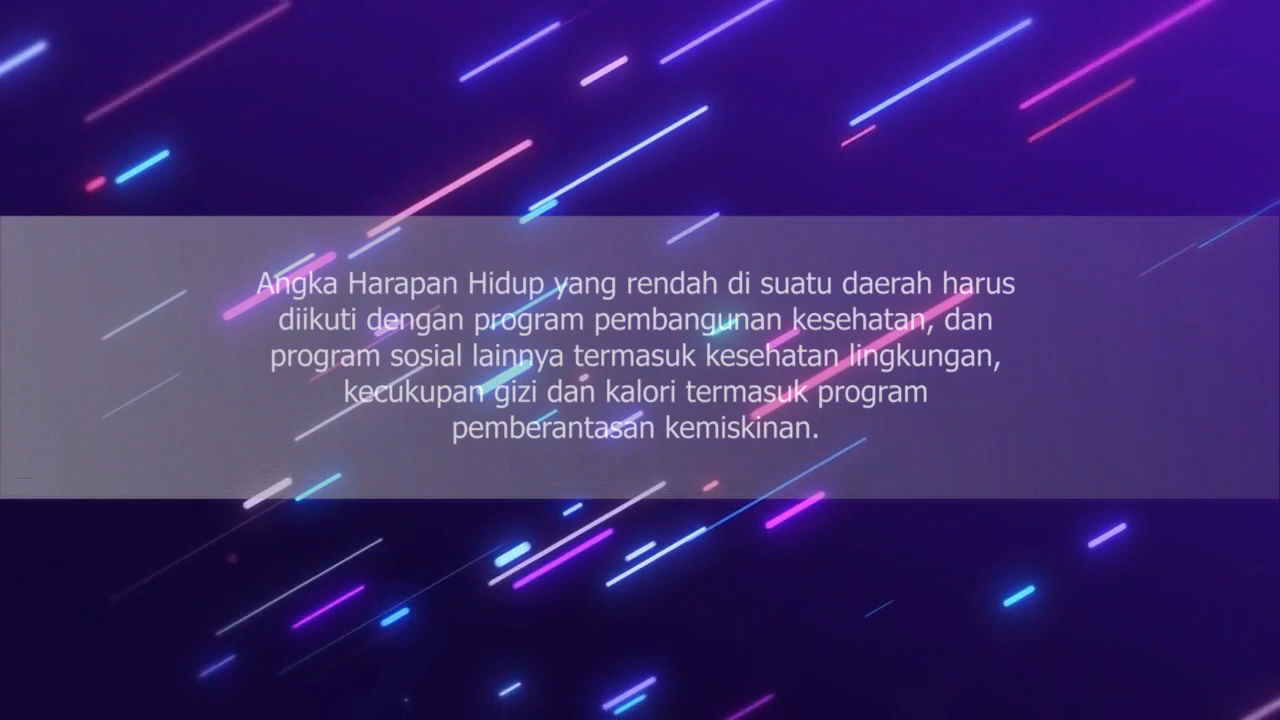 Angka Harapan Hidup yang rendah di suatu daerah harus
diikuti dengan program pembangunan kesehatan, dan
program sosial lainnya termasuk kesehatan lingkungan,
kecukupan gizi dan kalori termasuk program
pemberantasan kemiskinan.